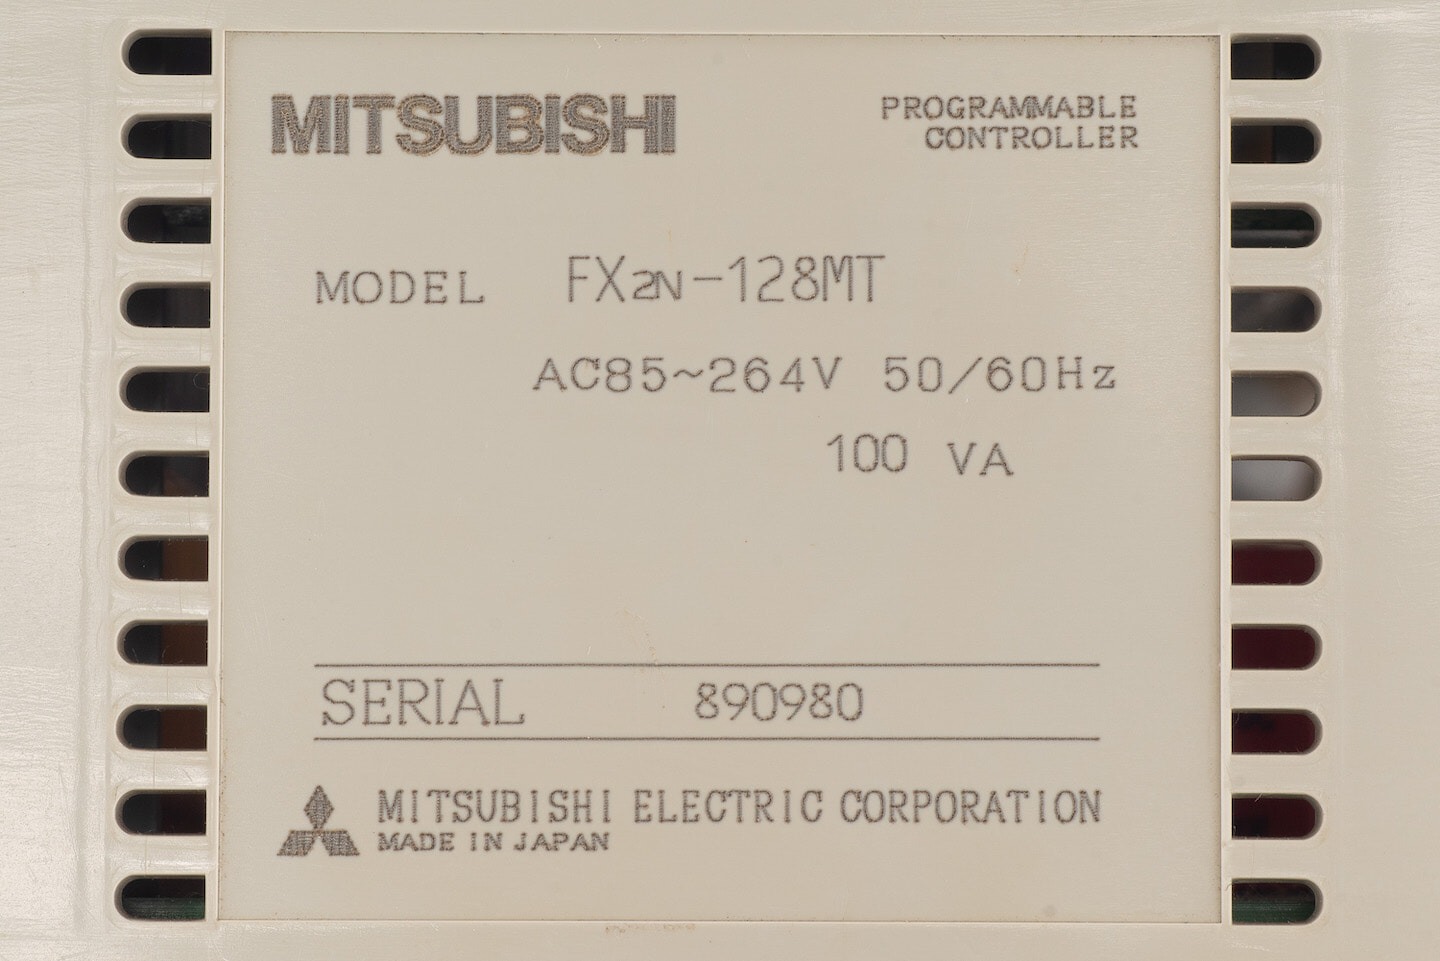 MITSUBISHI
PROGRAMMABLE
CONTROLLER
MODEL FX2N-128MT
AC85~264V 50/60Hz
100 VA
SERIAL 890980
MITSUBISHI ELECTRIC CORPORATION
MADE IN JAPAN